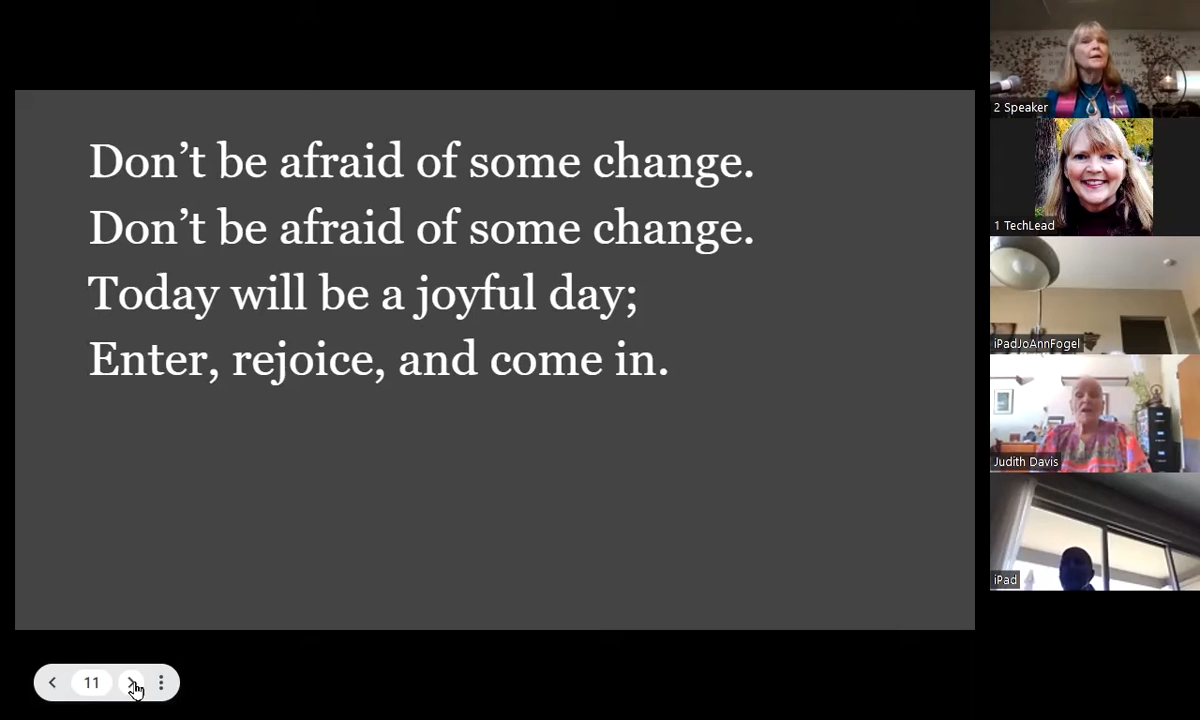 Don’t be afraid of some change.
Don’t be afraid of some change.
Today will be a joyful day;
Enter, rejoice, and come in.
2 Speaker
1 TechLead
iPadJoAnnFogel
Judith Davis
iPad
11